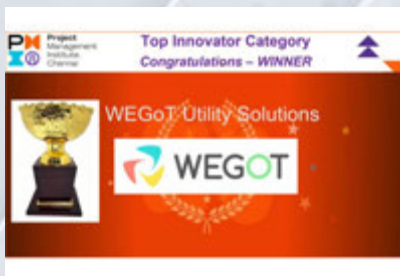 Project
Management
Institute
Chennai
Top Innovator Category
Congratulations – WINNER
WEGoT Utility Solutions
WEGOT